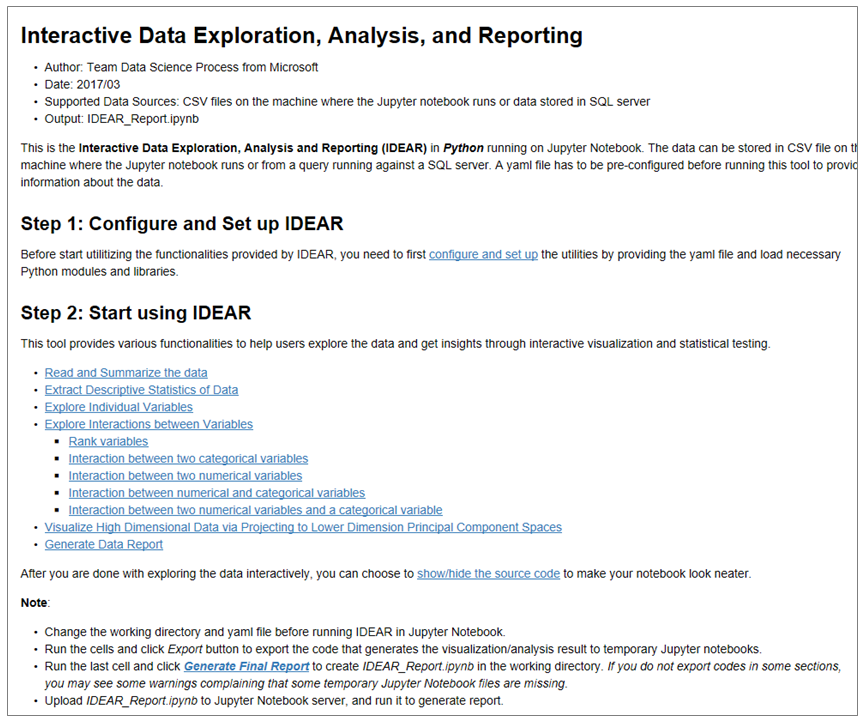 Interactive Data Exploration, Analysis, and Reporting
• Author: Team Data Science Process from Microsoft
• Date: 2017/03
• Supported Data Sources: CSV files on the machine where the Jupyter notebook runs or data stored in SQL server
• Output: IDEAR_Report.ipynb
This is the Interactive Data Exploration, Analysis and Reporting (IDEAR) in Python running on Jupyter Notebook. The data can be stored in CSV file on
machine where the Jupyter notebook runs or from a query running against a SQL server. A yaml file has to be pre-configured before running this tool to
information about the data.
Step 1: Configure and Set up IDEAR
Before start utilitizing the functionalities provided by IDEAR, you need to first configure and set up the utilities by providing the yaml file and load necessary
Python modules and libraries.
Step 2: Start using IDEAR
This tool provides various functionalities to help users explore the data and get insights through interactive visualization and statistical testing.
• Read and Summarize the data
• Extract Descriptive Statistics of Data
• Explore Individual Variables
• Explore Interactions between Variables
▪ Rank variables
▪ Interaction between two categorical variables
▪ Interaction between two numerical variables
▪ Interaction between numerical and categorical variables
▪ Interaction between two numerical variables and a categorical variable
• Visualize High Dimensional Data via Projecting to Lower Dimension Principal Component Spaces
• Generate Data Report
After you are done with exploring the data interactively, you can choose to show/hide the source code to make your notebook look neater.
Note:
• Change the working directory and yaml file before running IDEAR in Jupyter Notebook.
• Run the cells and click Export button to export the code that generates the visualization/analysis result to temporary Jupyter notebooks.
• Run the last cell and click Generate Final Report to create IDEAR_Report.ipynb in the working directory. If you do not export codes in some sections,
you may see some warnings complaining that some temporary Jupyter Notebook files are missing.
• Upload IDEAR_Report.ipynb to Jupyter Notebook server, and run it to generate report.